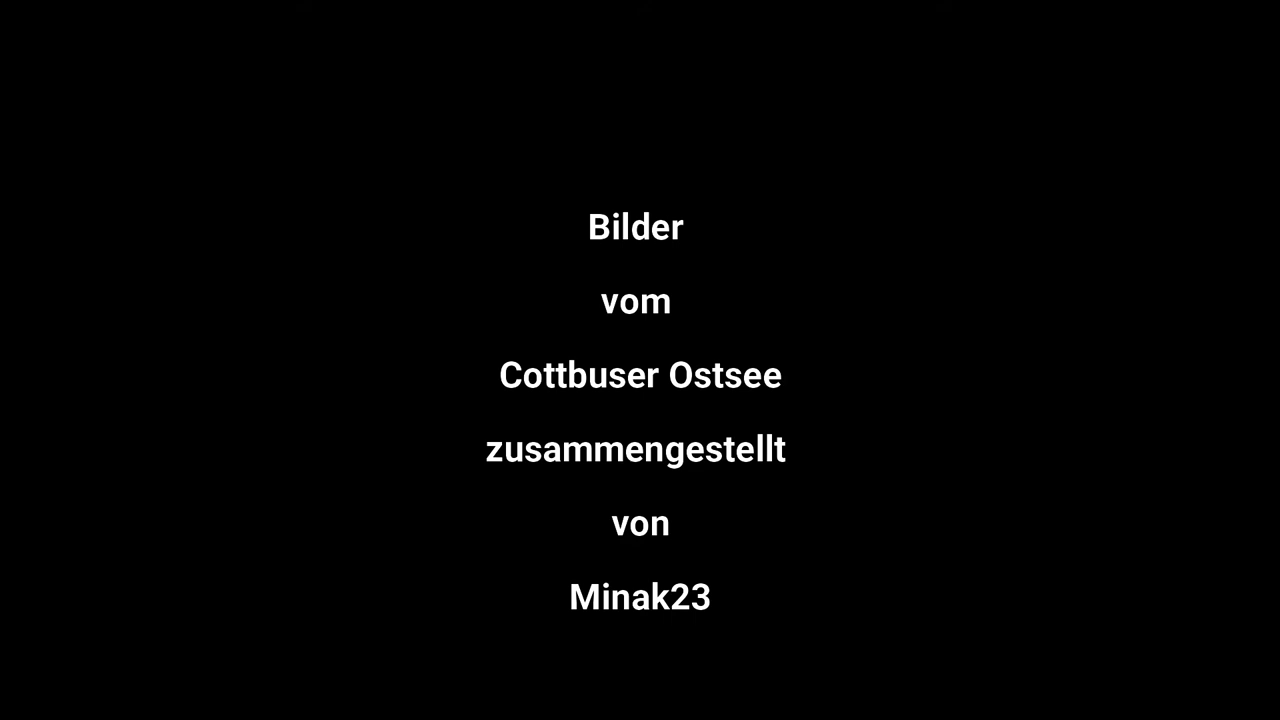 Bilder
vom
Cottbuser Ostsee
zusammengestellt
von
Minak23